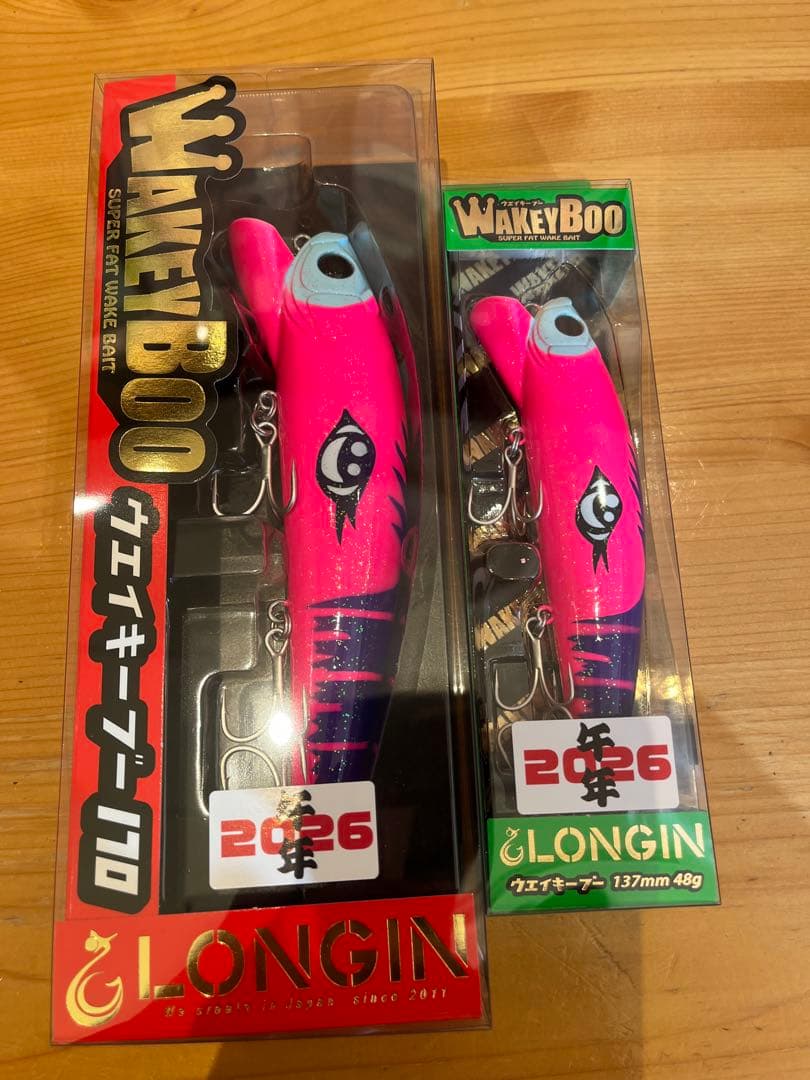 WAKEYBOO
SUPER FAT WAKE BAIT
ウエイキーブー170
午年
2026
LONGIN
We create in Japan since 2011
ウエイキーブー
WAKEYBOO
SUPER FAT WAKE BAIT
午年
2026
LONGIN
ウエイキーブー 137mm 48g